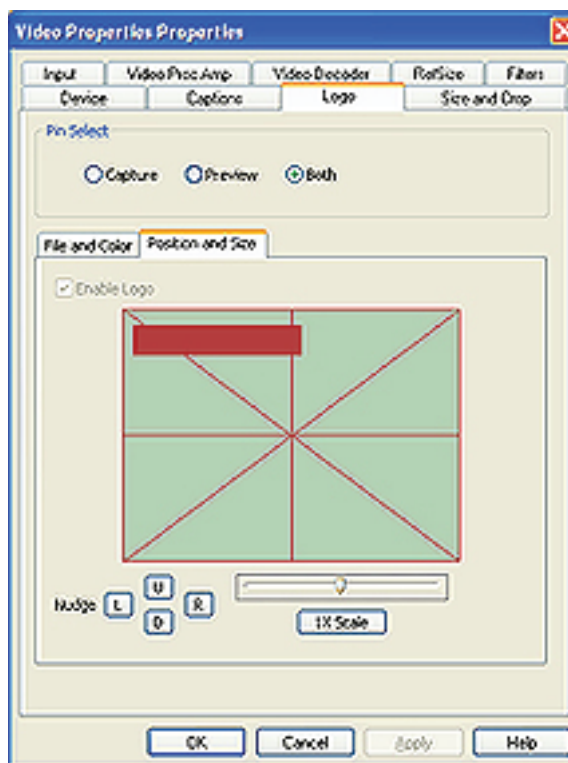 Video Properties Properties
Input Video Proc Amp Video Decoder RefSize Filters
Device Captions Logo Size and Crop
Pin Select
Capture Preview Both
File and Color Position and Size
Enable Logo
Nudge L U D R
1X Scale
OK Cancel Apply Help